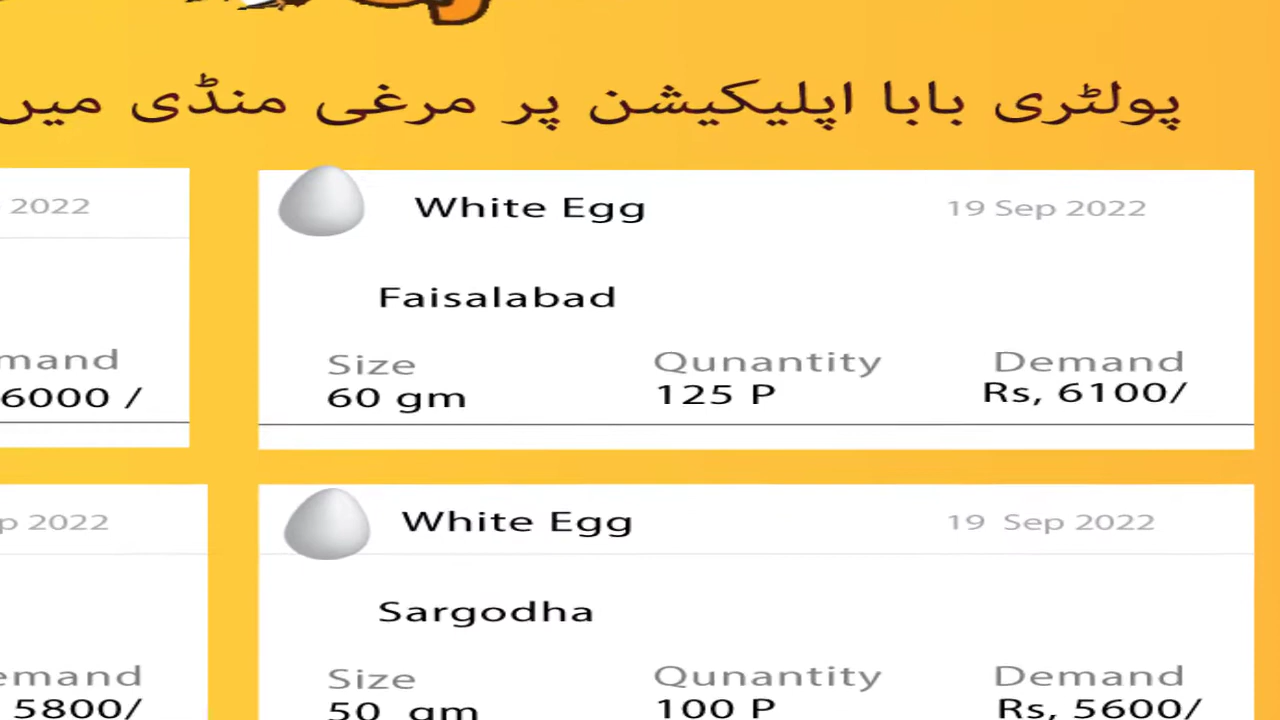 پولٹری بابا اپلیکیشن پر مرغی منڈی میں
2022
White Egg
19 Sep 2022
Faisalabad
Size
Qunantity
Demand
60 gm
125 P
Rs, 6100/
6000 /
2022
White Egg
19 Sep 2022
Sargodha
Size
Qunantity
Demand
50 gm
100 P
Rs, 5600/
5800/